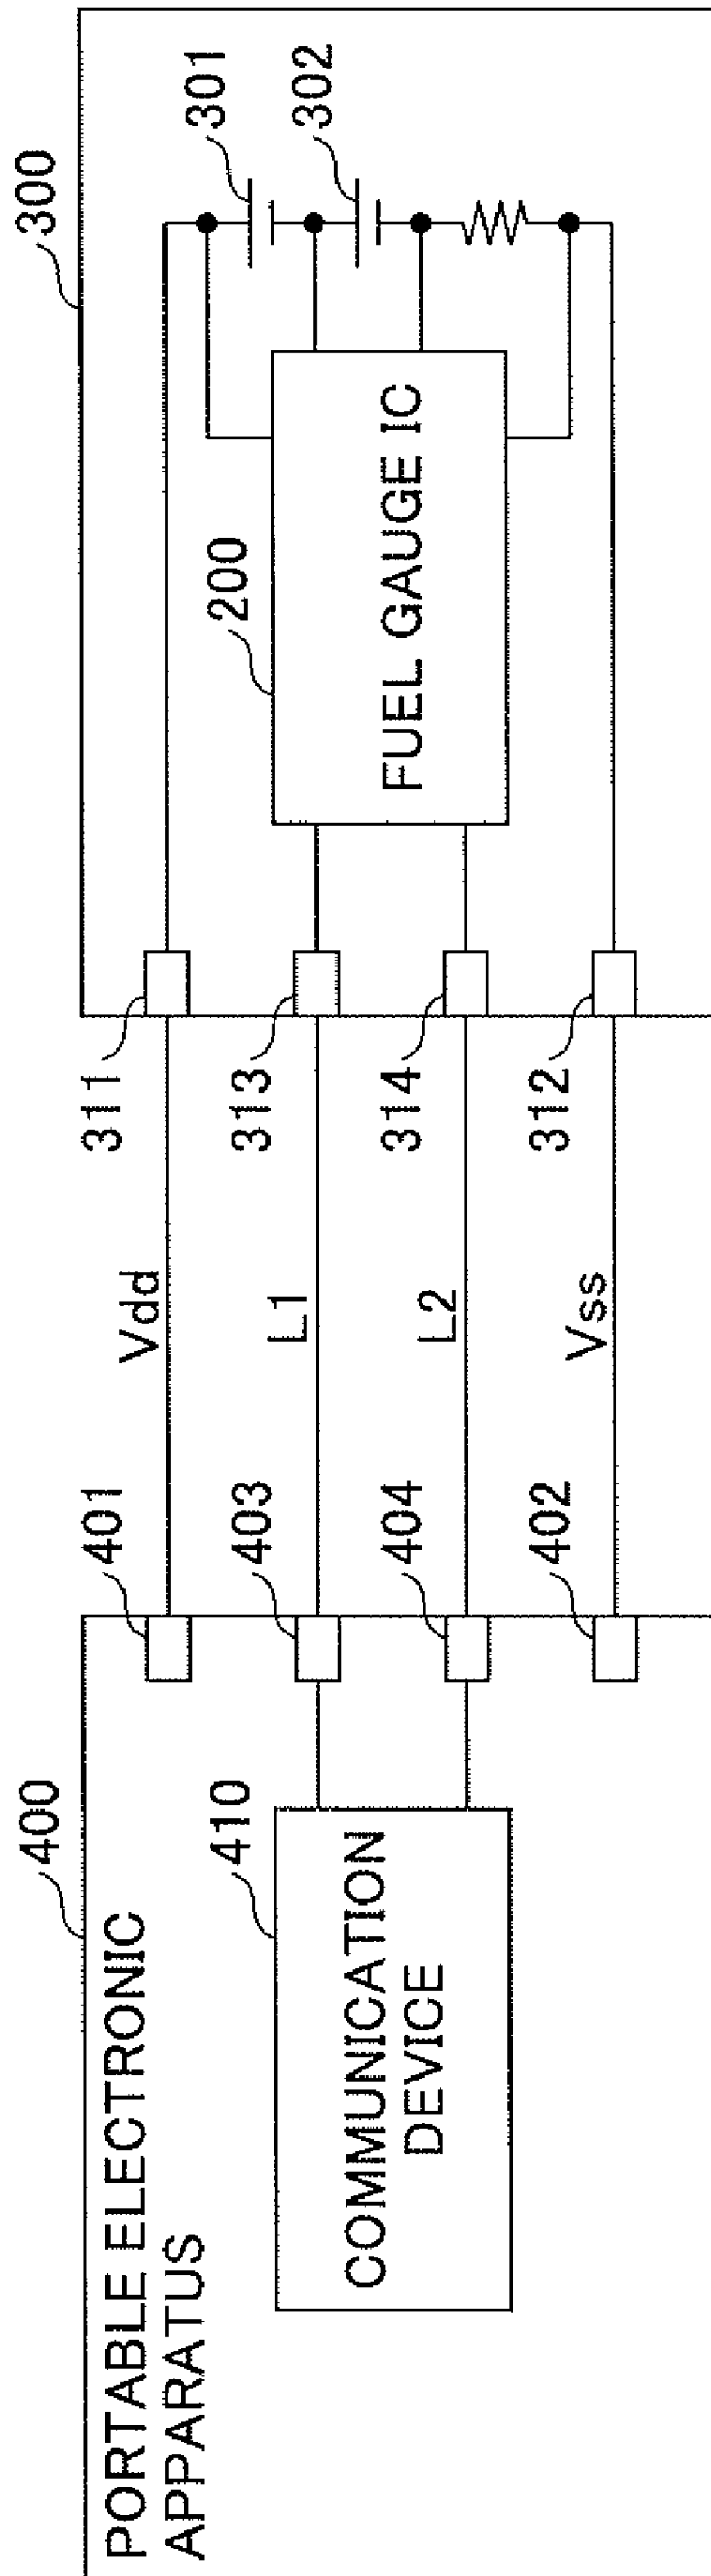 PORTABLE ELECTRONIC
APPARATUS
400
410
COMMUNICATION
DEVICE
401
403
404
402
Vdd
L1
L2
Vss
311
313
314
312
300
200
FUEL GAUGE IC
301
302